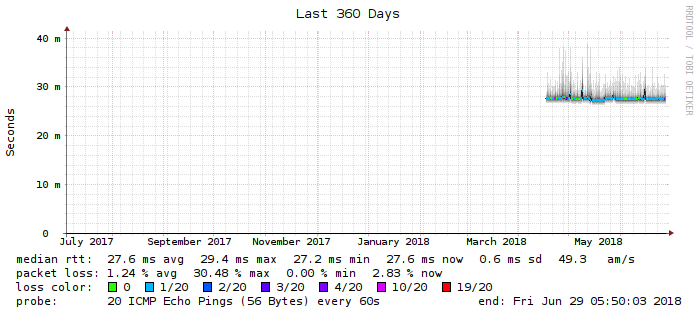 Last 360 Days
RRDTOOL / TOBI OETIKER
Seconds
40 m
30 m
20 m
10 m
0
July 2017 September 2017 November 2017 January 2018 March 2018 May 2018
median rtt: 27.6 ms avg 29.4 ms max 27.2 ms min 27.6 ms now 0.6 ms sd 49.3 am/s
packet loss: 1.24 % avg 30.48 % max 0.00 % min 2.83 % now
loss color: 0 1/20 2/20 3/20 4/20 10/20 19/20
probe: 20 ICMP Echo Pings (56 Bytes) every 60s end: Fri Jun 29 05:50:03 2018